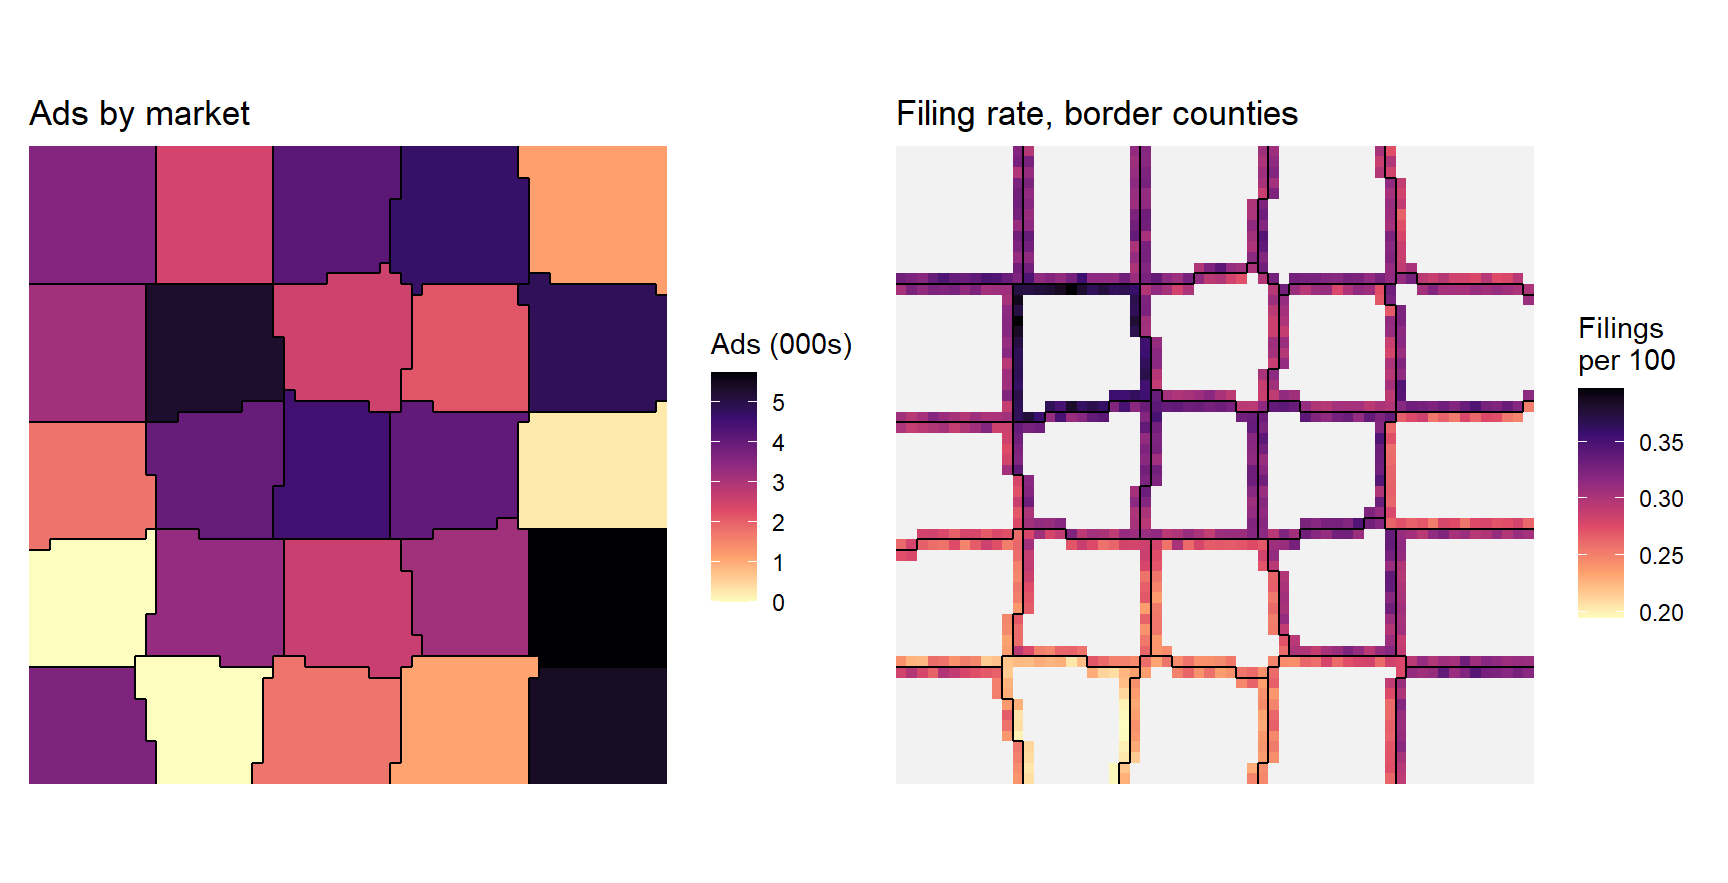 Ads by market
Ads (000s)
5
4
3
2
1
0
Filing rate, border counties
Filings
per 100
0.35
0.30
0.25
0.20